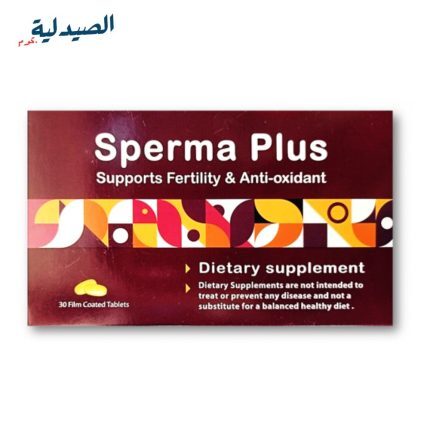 الصيدلية
.كوم
Sperma Plus
Supports Fertility & Anti-oxidant
Dietary supplement
Dietary Supplements are not intended to
treat or prevent any disease and not a
substitute for a balanced healthy diet .
30 Film Coated Tablets